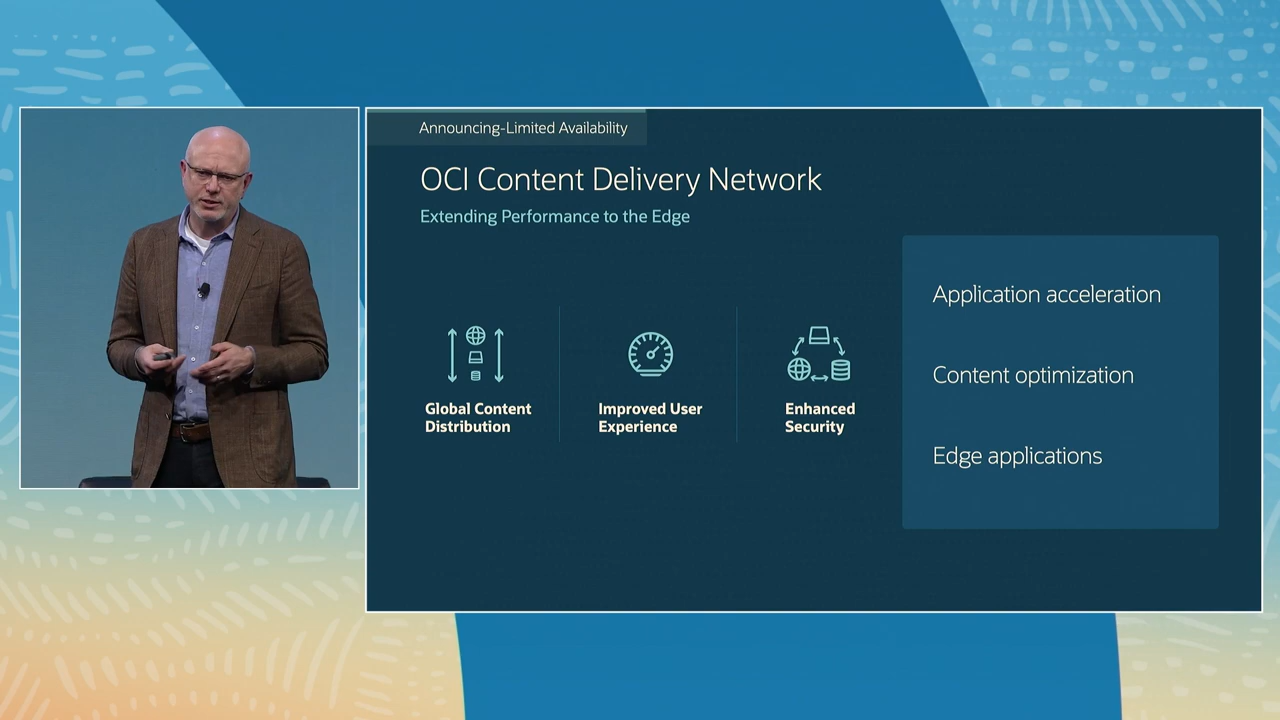 Announcing-Limited Availability
OCI Content Delivery Network
Extending Performance to the Edge
Global Content
Distribution
Improved User
Experience
Enhanced
Security
Application acceleration
Content optimization
Edge applications